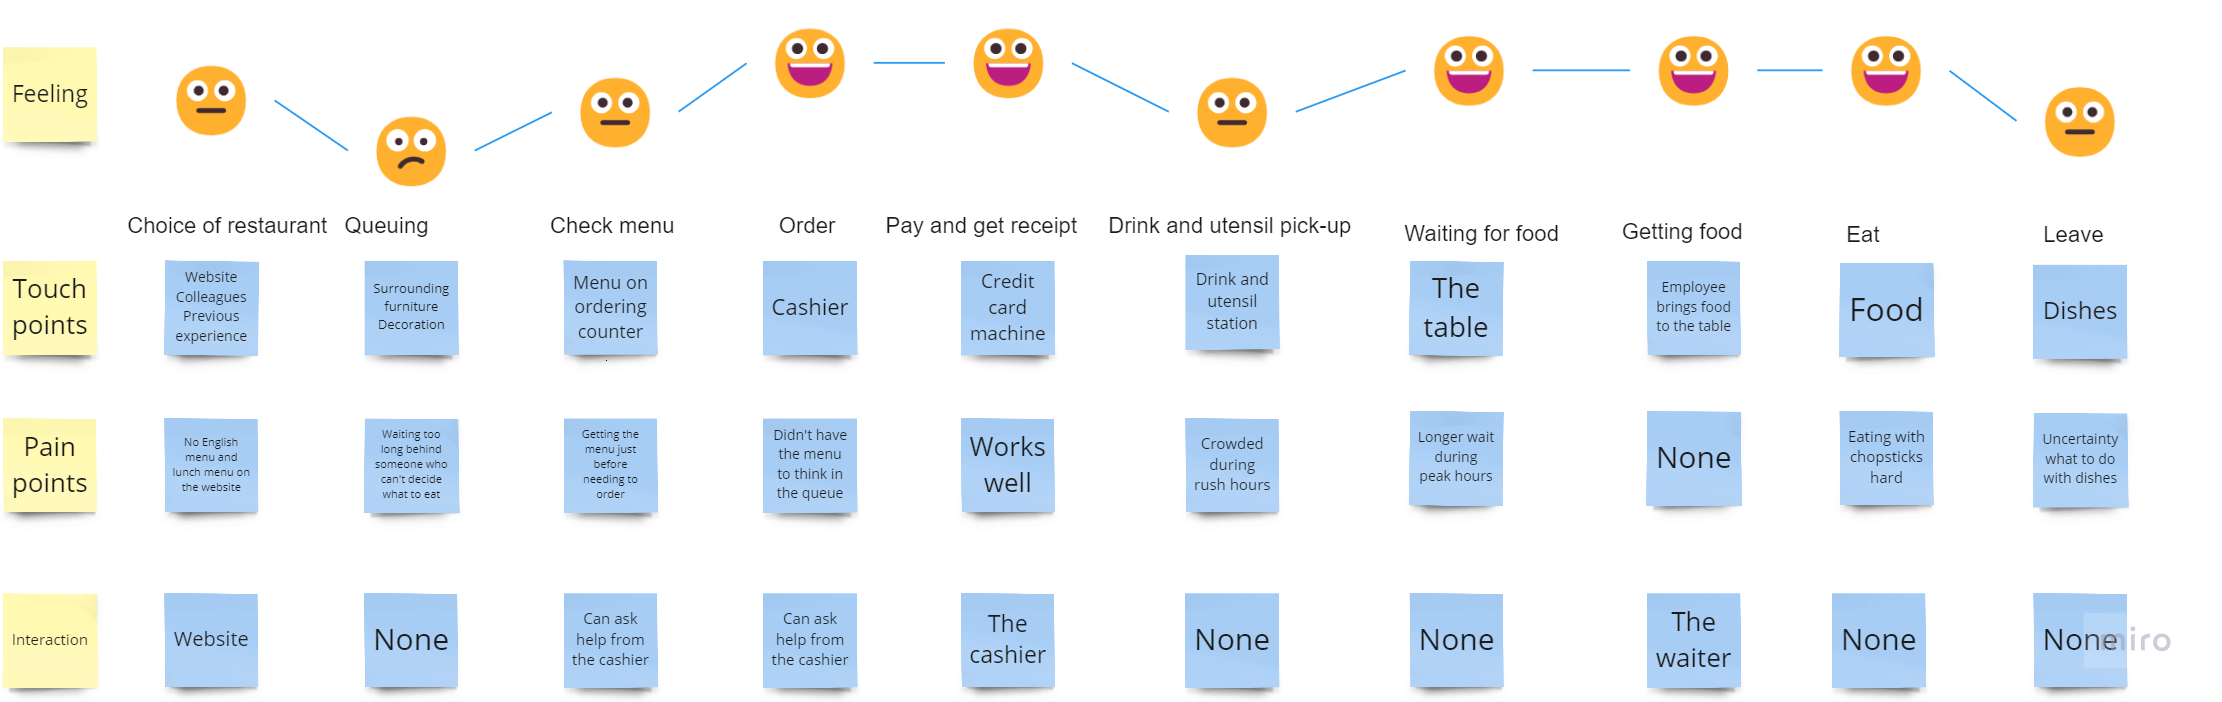 Feeling
Choice of restaurant
Queuing
Check menu
Order
Pay and get receipt
Drink and utensil pick-up
Waiting for food
Getting food
Eat
Leave
Touch
points
Website
Colleagues
Previous
experience
Surrounding
furniture
Decoration
Menu on
ordering
counter
Cashier
Credit
card
machine
Drink and
utensil
station
The
table
Employee
brings food
to the table
Food
Dishes
Pain
points
No English
menu and
lunch menu on
the website
Waiting too
long behind
someone who
can't decide
what to eat
Getting the
menu just
before
needing to
order
Didn't have
the menu
to think in
the queue
Works
well
Crowded
during
rush hours
Longer wait
during
peak hours
None
Eating with
chopsticks
hard
Uncertainty
what to do
with dishes
Interaction
Website
None
Can ask
help from
the cashier
Can ask
help from
the cashier
The
cashier
None
None
The
waiter
None
None
miro